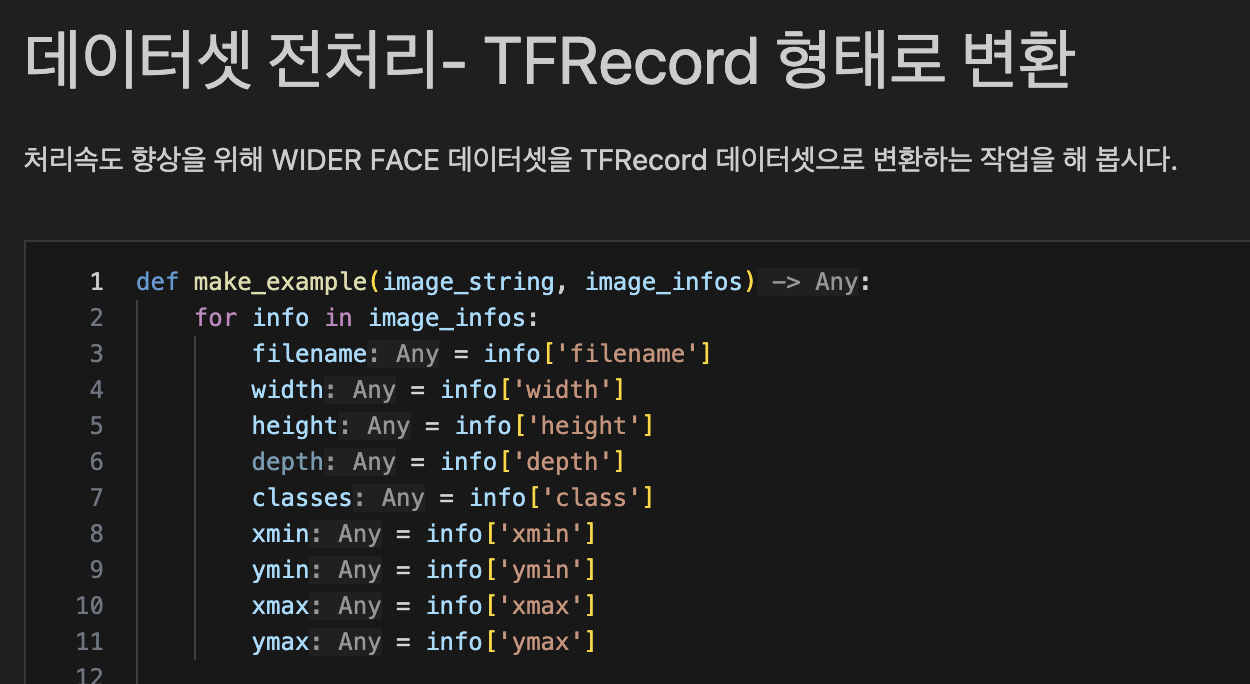 데이터셋 전처리- TFRecord 형태로 변환
처리속도 향상을 위해 WIDER FACE 데이터셋을 TFRecord 데이터셋으로 변환하는 작업을 해 봅시다.
1 def make_example(image_string, image_infos) -> Any:
2     for info in image_infos:
3         filename: Any = info['filename']
4         width: Any = info['width']
5         height: Any = info['height']
6         depth: Any = info['depth']
7         classes: Any = info['class']
8         xmin: Any = info['xmin']
9         ymin: Any = info['ymin']
10         xmax: Any = info['xmax']
11         ymax: Any = info['ymax']
12